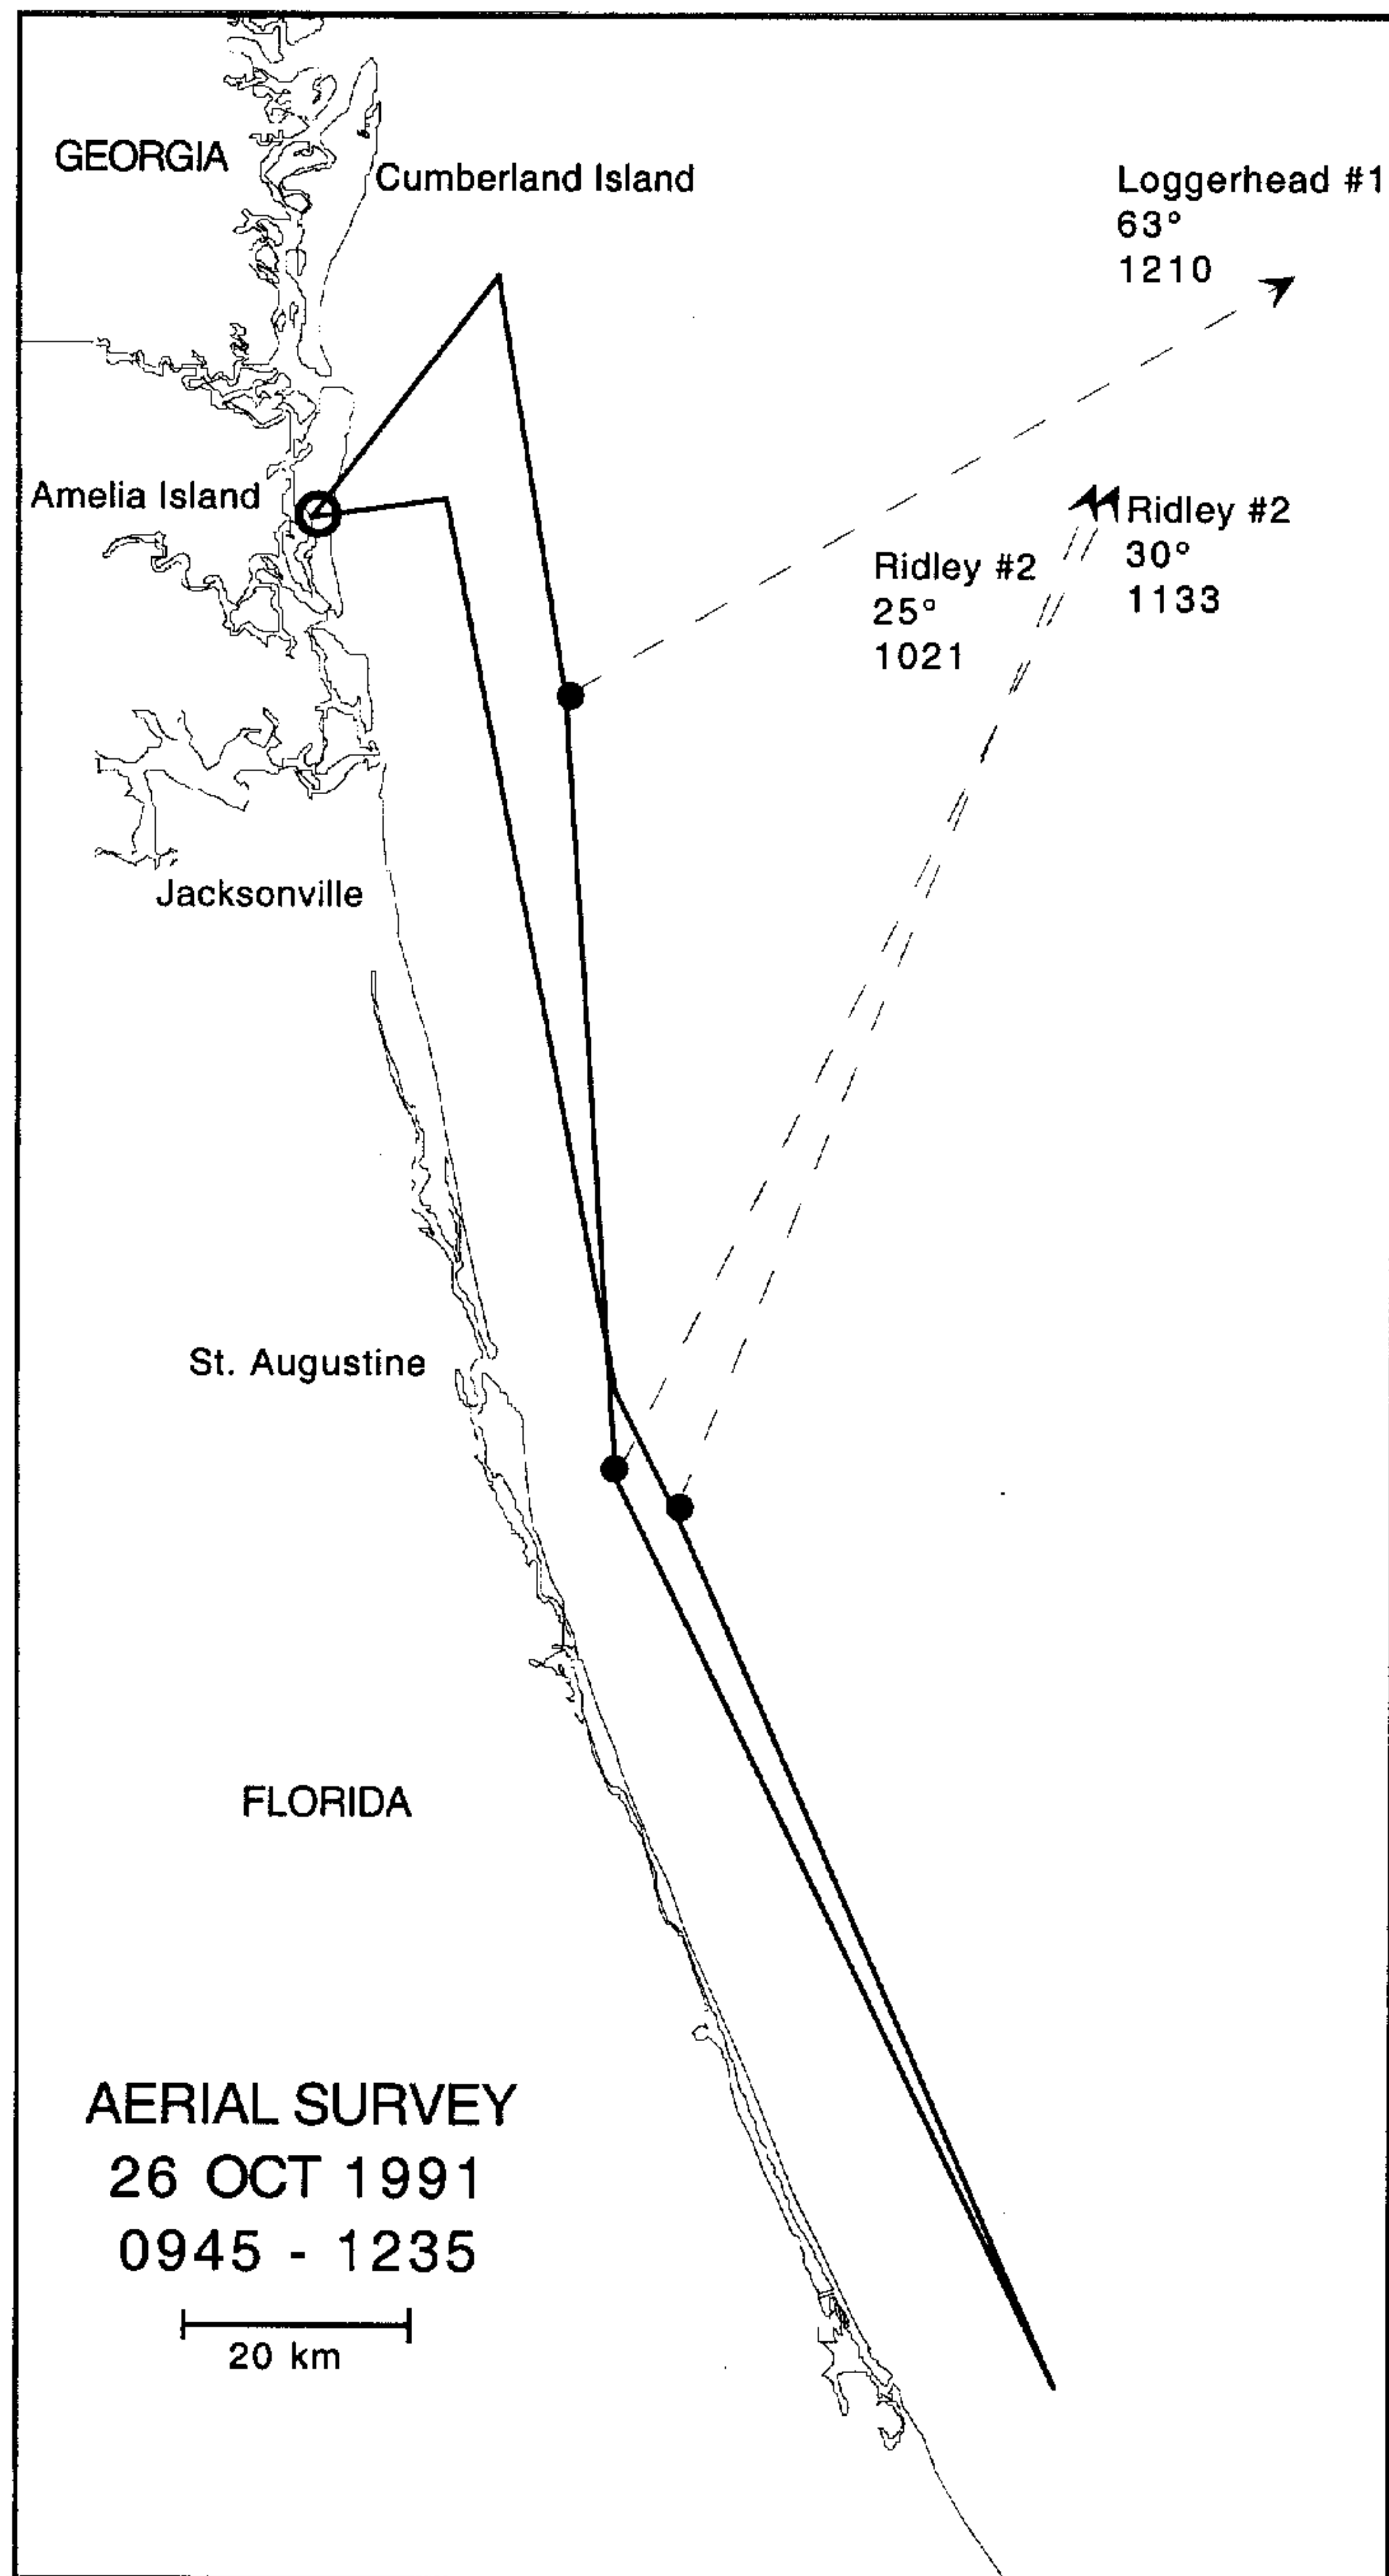 GEORGIA
Cumberland Island
Loggerhead #1
63°
1210
Amelia Island
Ridley #2
30°
1133
Ridley #2
25°
1021
Jacksonville
St. Augustine
FLORIDA
AERIAL SURVEY
26 OCT 1991
0945 - 1235
20 km